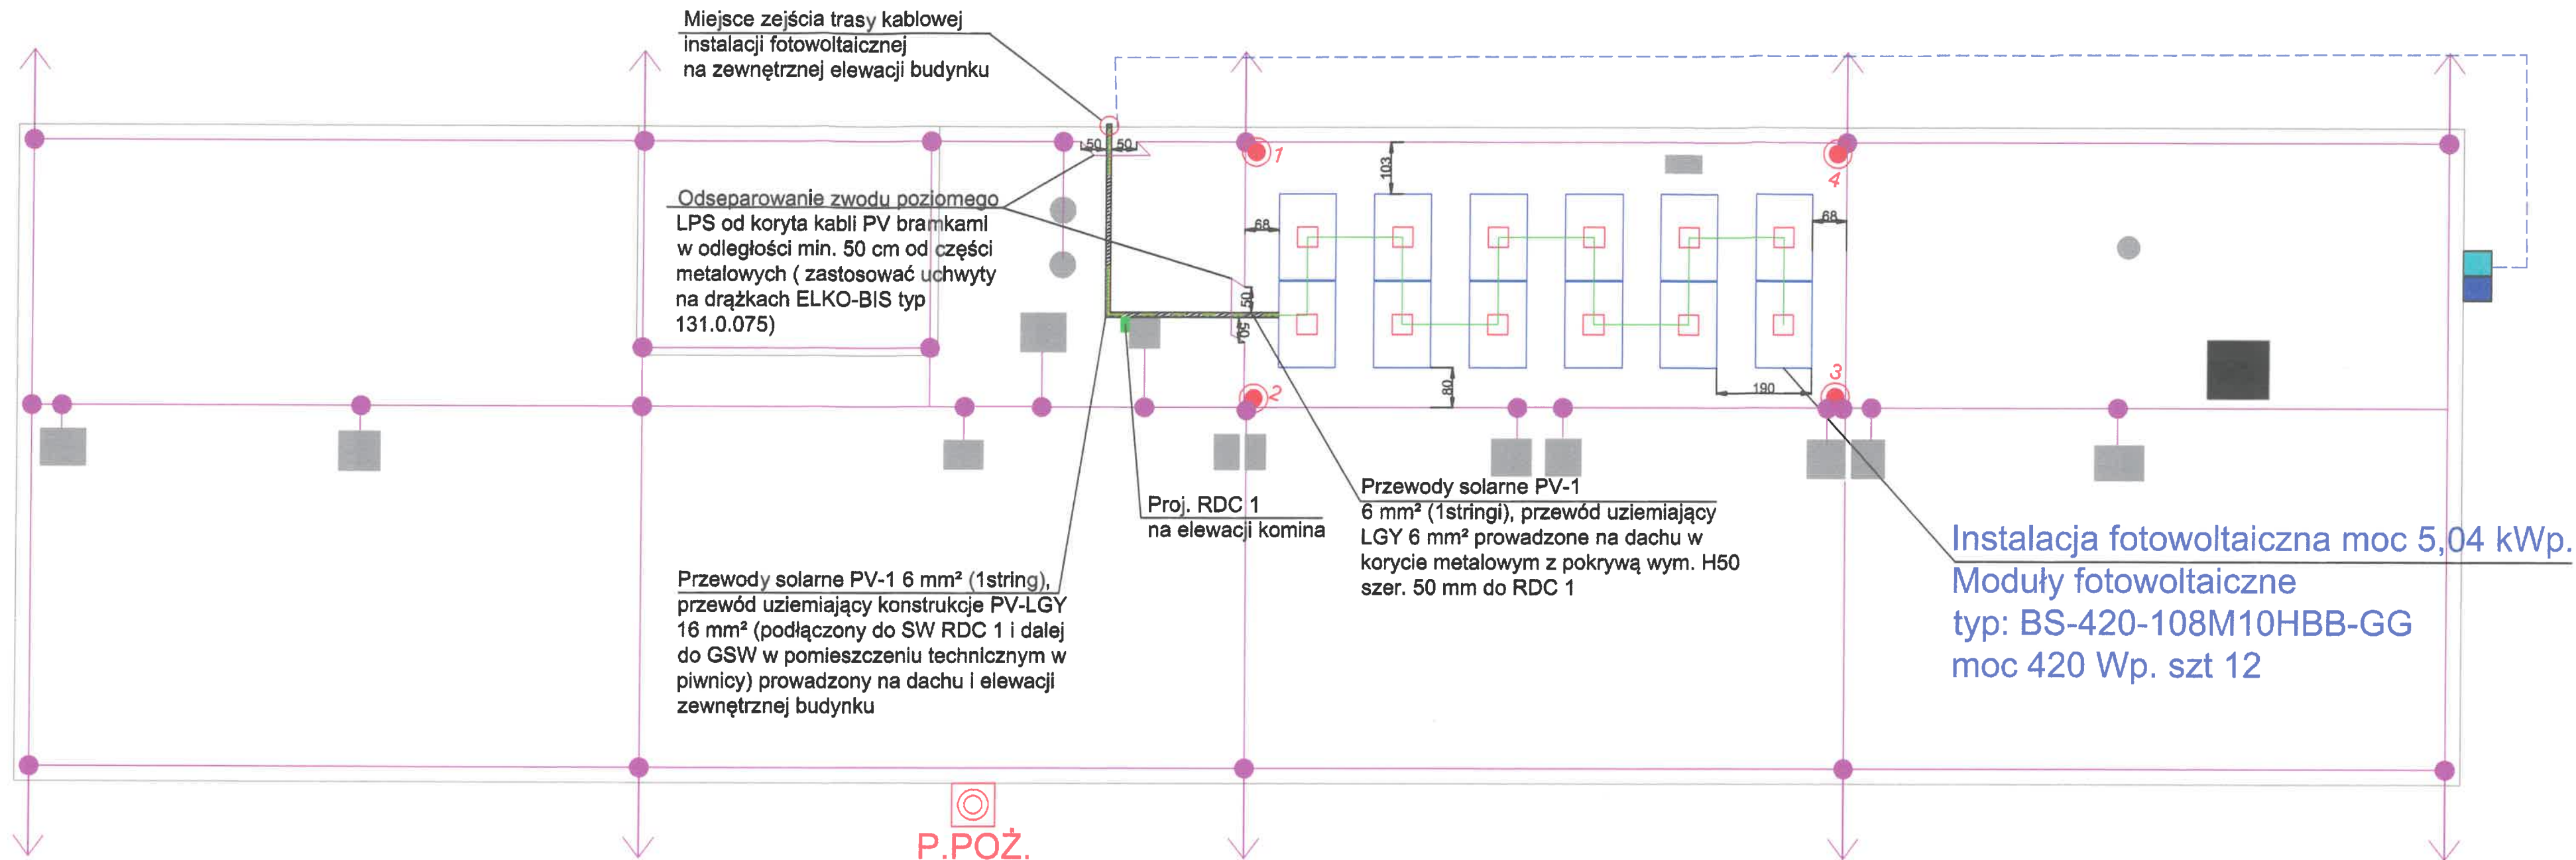 Miejsce zejścia trasy kablowej
instalacji fotowoltaicznej
na zewnętrznej elewacji budynku
50
50
1
103
4
Odseparowanie zwodu poziomego
LPS od koryta kabli PV bramkami
w odległości min. 50 cm od części
metalowych ( zastosować uchwyty
na drążkach ELKO-BIS typ
131.0.075)
68
68
50
50
80
190
2
3
Proj. RDC 1
na elewacji komina
Przewody solarne PV-1
6 mm² (1stringi), przewód uziemiający
LGY 6 mm² prowadzone na dachu w
korycie metalowym z pokrywą wym. H50
szer. 50 mm do RDC 1
Przewody solarne PV-1 6 mm² (1string),
przewód uziemiający konstrukcje PV-LGY
16 mm² (podłączony do SW RDC 1 i dalej
do GSW w pomieszczeniu technicznym w
piwnicy) prowadzony na dachu i elewacji
zewnętrznej budynku
Instalacja fotowoltaiczna moc 5,04 kWp.
Moduły fotowoltaiczne
typ: BS-420-108M10HBB-GG
moc 420 Wp. szt 12
P.POŻ.